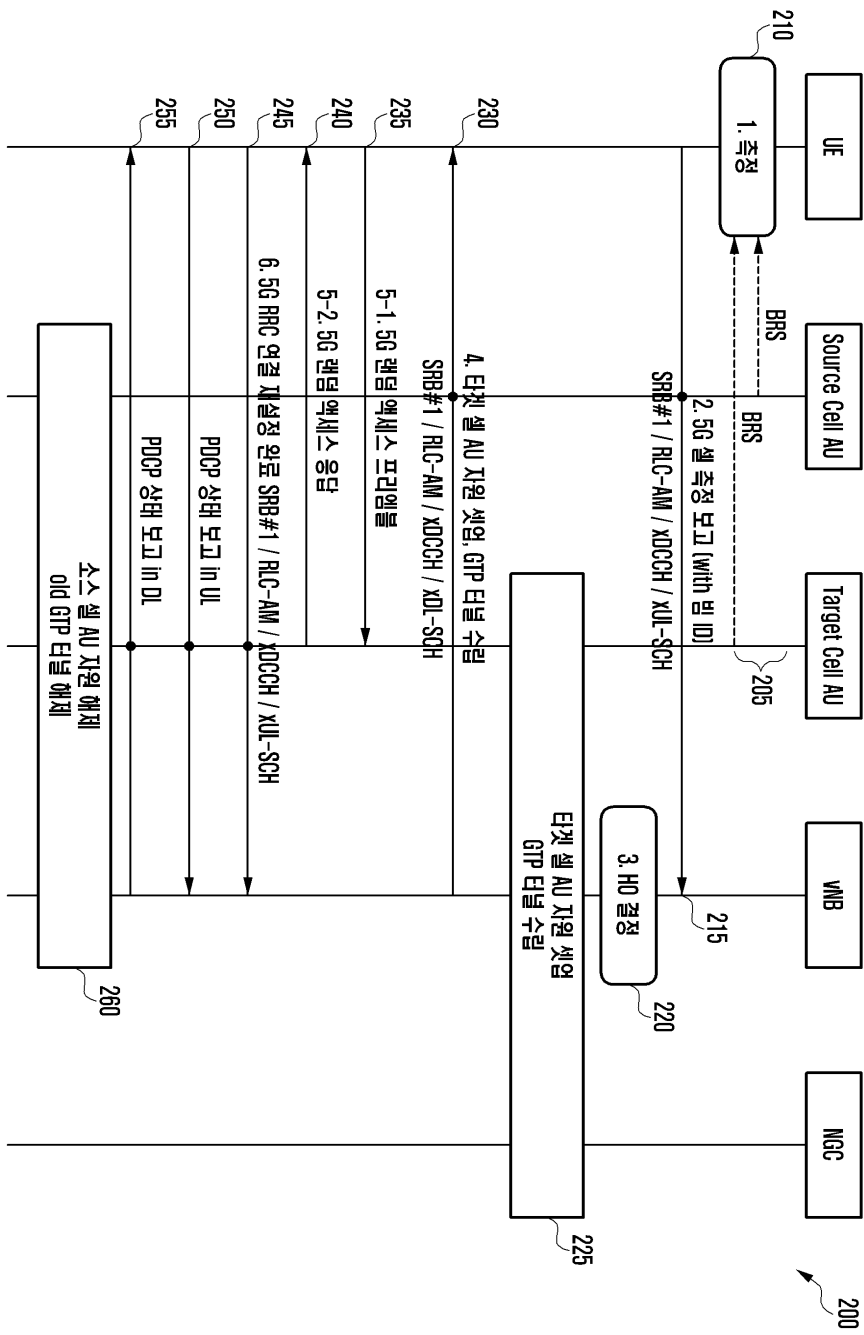 200
UE
Source Cell AU
Target Cell AU
vNB
NGC
BRS
BRS
205
210
1. 측정
2. 5G 셀 측정 보고 (with 빔 ID)
SRB#1 / RLC-AM / xDCCH / xUL-SCH
215
3. HO 결정
220
타겟 셀 AU 자원 셋업
GTP 터널 수립
225
4. 타겟 셀 AU 자원 셋업, GTP 터널 수립
SRB#1 / RLC-AM / xDCCH / xDL-SCH
230
5-1. 5G 랜덤 액세스 프리엠블
235
5-2. 5G 랜덤 액세스 응답
240
6. 5G RRC 연결 재설정 완료 SRB#1 / RLC-AM / xDCCH / xUL-SCH
245
PDCP 상태 보고 in UL
250
PDCP 상태 보고 in DL
255
소스 셀 AU 자원 해제
old GTP 터널 해제
260